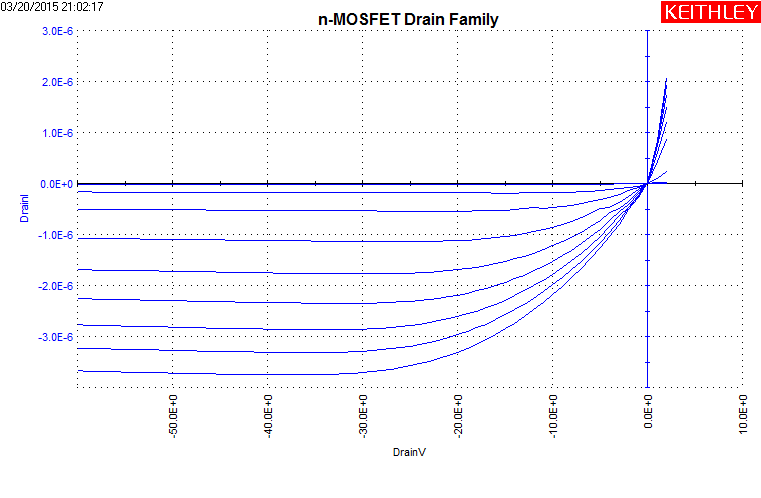 03/20/2015 21:02:17
n-MOSFET Drain Family
KEITHLEY
3.0E-6
2.0E-6
1.0E-6
0.0E+0
-1.0E-6
-2.0E-6
-3.0E-6
DrainI
-50.0E+0
-40.0E+0
-30.0E+0
-20.0E+0
-10.0E+0
0.0E+0
10.0E+0
DrainV